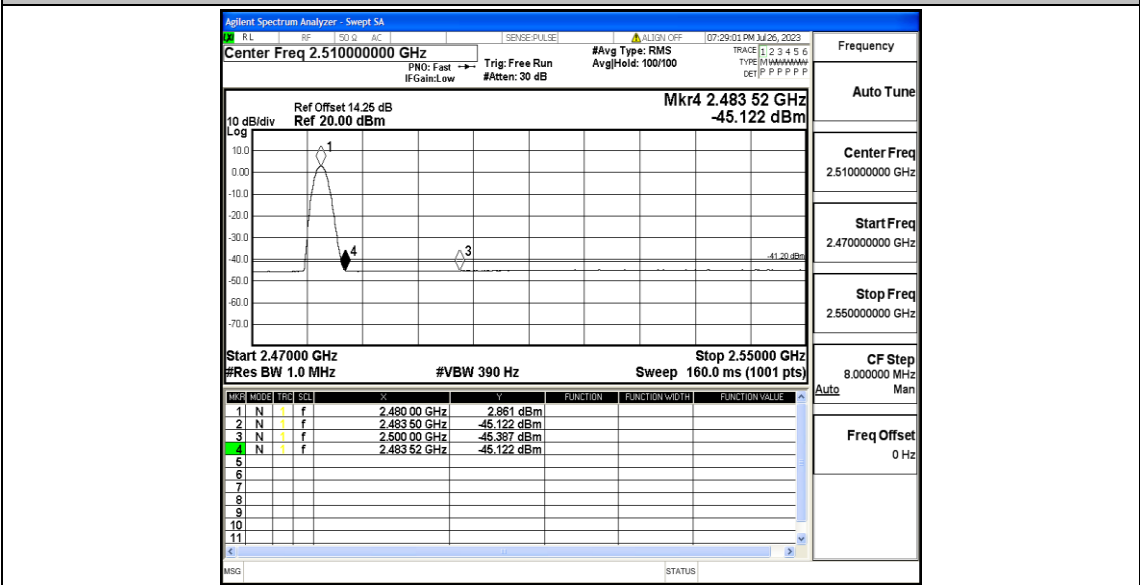 Agilent Spectrum Analyzer - Swept SA
RL RF 50 Ω AC SENSE:PULSE ALIGN OFF 07:29:01 PM Jul 26, 2023
Center Freq 2.510000000 GHz
PNO: Fast
IFGain:Low
Trig: Free Run
#Atten: 30 dB
#Avg Type: RMS
Avg|Hold: 100/100
TRACE 1 2 3 4 5 6
TYPE M WWWWW
DET P P P P P P
Ref Offset 14.25 dB
Ref 20.00 dBm
10 dB/div
Log
Mkr4 2.483 52 GHz
-45.122 dBm
10.0
0.00
-10.0
-20.0
-30.0
-40.0
-50.0
-60.0
-70.0
1
4
3
-41.20 dBm
Start 2.47000 GHz Stop 2.55000 GHz
#Res BW 1.0 MHz #VBW 390 Hz Sweep 160.0 ms (1001 pts)
MKR MODE TRC SCL X Y FUNCTION FUNCTION WIDTH FUNCTION VALUE
1 N 1 f 2.480 00 GHz 2.861 dBm
2 N 1 f 2.483 50 GHz -45.122 dBm
3 N 1 f 2.500 00 GHz -45.387 dBm
4 N 1 f 2.483 52 GHz -45.122 dBm
5
6
7
8
9
10
11
MSG STATUS
Frequency
Auto Tune
Center Freq
2.510000000 GHz
Start Freq
2.470000000 GHz
Stop Freq
2.550000000 GHz
CF Step
8.000000 MHz
Auto Man
Freq Offset
0 Hz